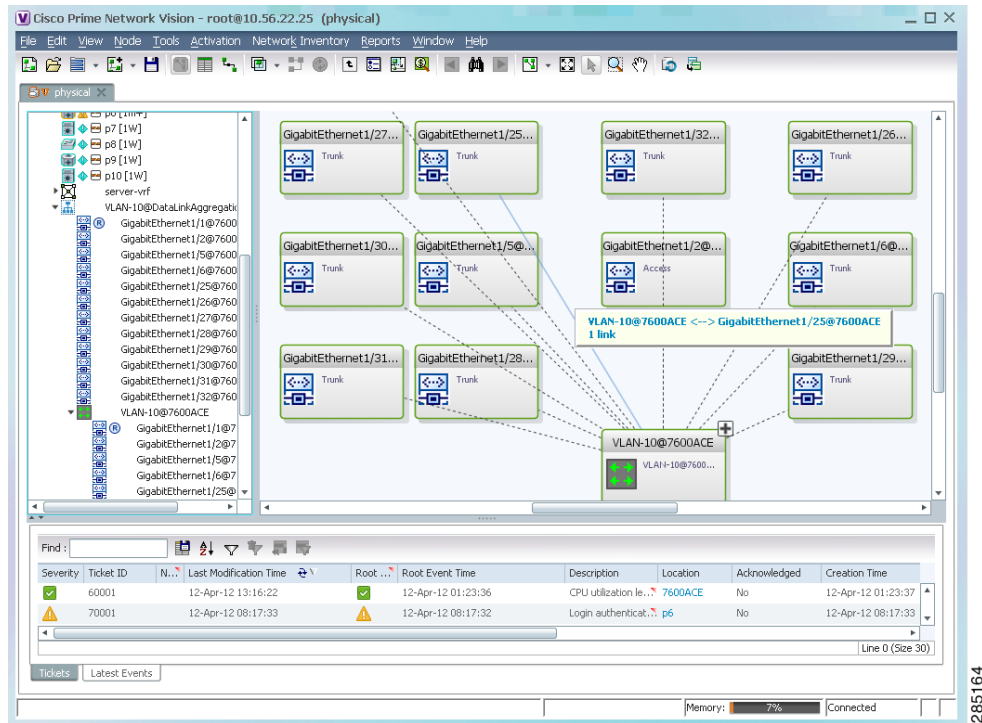 Cisco Prime Network Vision - root@10.56.22.25 (physical)
File Edit View Node Tools Activation Network Inventory Reports Window Help
physical
p7 [1W]
p8 [1W]
p9 [1W]
p10 [1W]
server-vrf
VLAN-10@DataLinkAggregatio
GigabitEthernet1/1@7600
GigabitEthernet1/2@7600
GigabitEthernet1/5@7600
GigabitEthernet1/6@7600
GigabitEthernet1/25@760
GigabitEthernet1/26@760
GigabitEthernet1/27@760
GigabitEthernet1/28@760
GigabitEthernet1/29@760
GigabitEthernet1/30@760
GigabitEthernet1/31@760
GigabitEthernet1/32@760
VLAN-10@7600ACE
GigabitEthernet1/1@7
GigabitEthernet1/2@7
GigabitEthernet1/5@7
GigabitEthernet1/6@7
GigabitEthernet1/25@
GigabitEthernet1/27...
Trunk
GigabitEthernet1/25...
Trunk
GigabitEthernet1/32...
Trunk
GigabitEthernet1/26...
Trunk
GigabitEthernet1/30...
Trunk
GigabitEthernet1/5@...
Trunk
GigabitEthernet1/2@...
Access
GigabitEthernet1/6@...
Trunk
VLAN-10@7600ACE <--> GigabitEthernet1/25@7600ACE
1 link
GigabitEthernet1/31...
Trunk
GigabitEthernet1/28...
Trunk
GigabitEthernet1/29...
Trunk
VLAN-10@7600ACE
VLAN-10@7600...
Find :
Severity Ticket ID N... Last Modification Time Root ... Root Event Time Description Location Acknowledged Creation Time
60001 12-Apr-12 13:16:22 12-Apr-12 01:23:36 CPU utilization le... 7600ACE No 12-Apr-12 01:23:37
70001 12-Apr-12 08:17:33 12-Apr-12 08:17:32 Login authenticat... p6 No 12-Apr-12 08:17:33
Line 0 (Size 30)
Tickets Latest Events
Memory: 7% Connected
285164